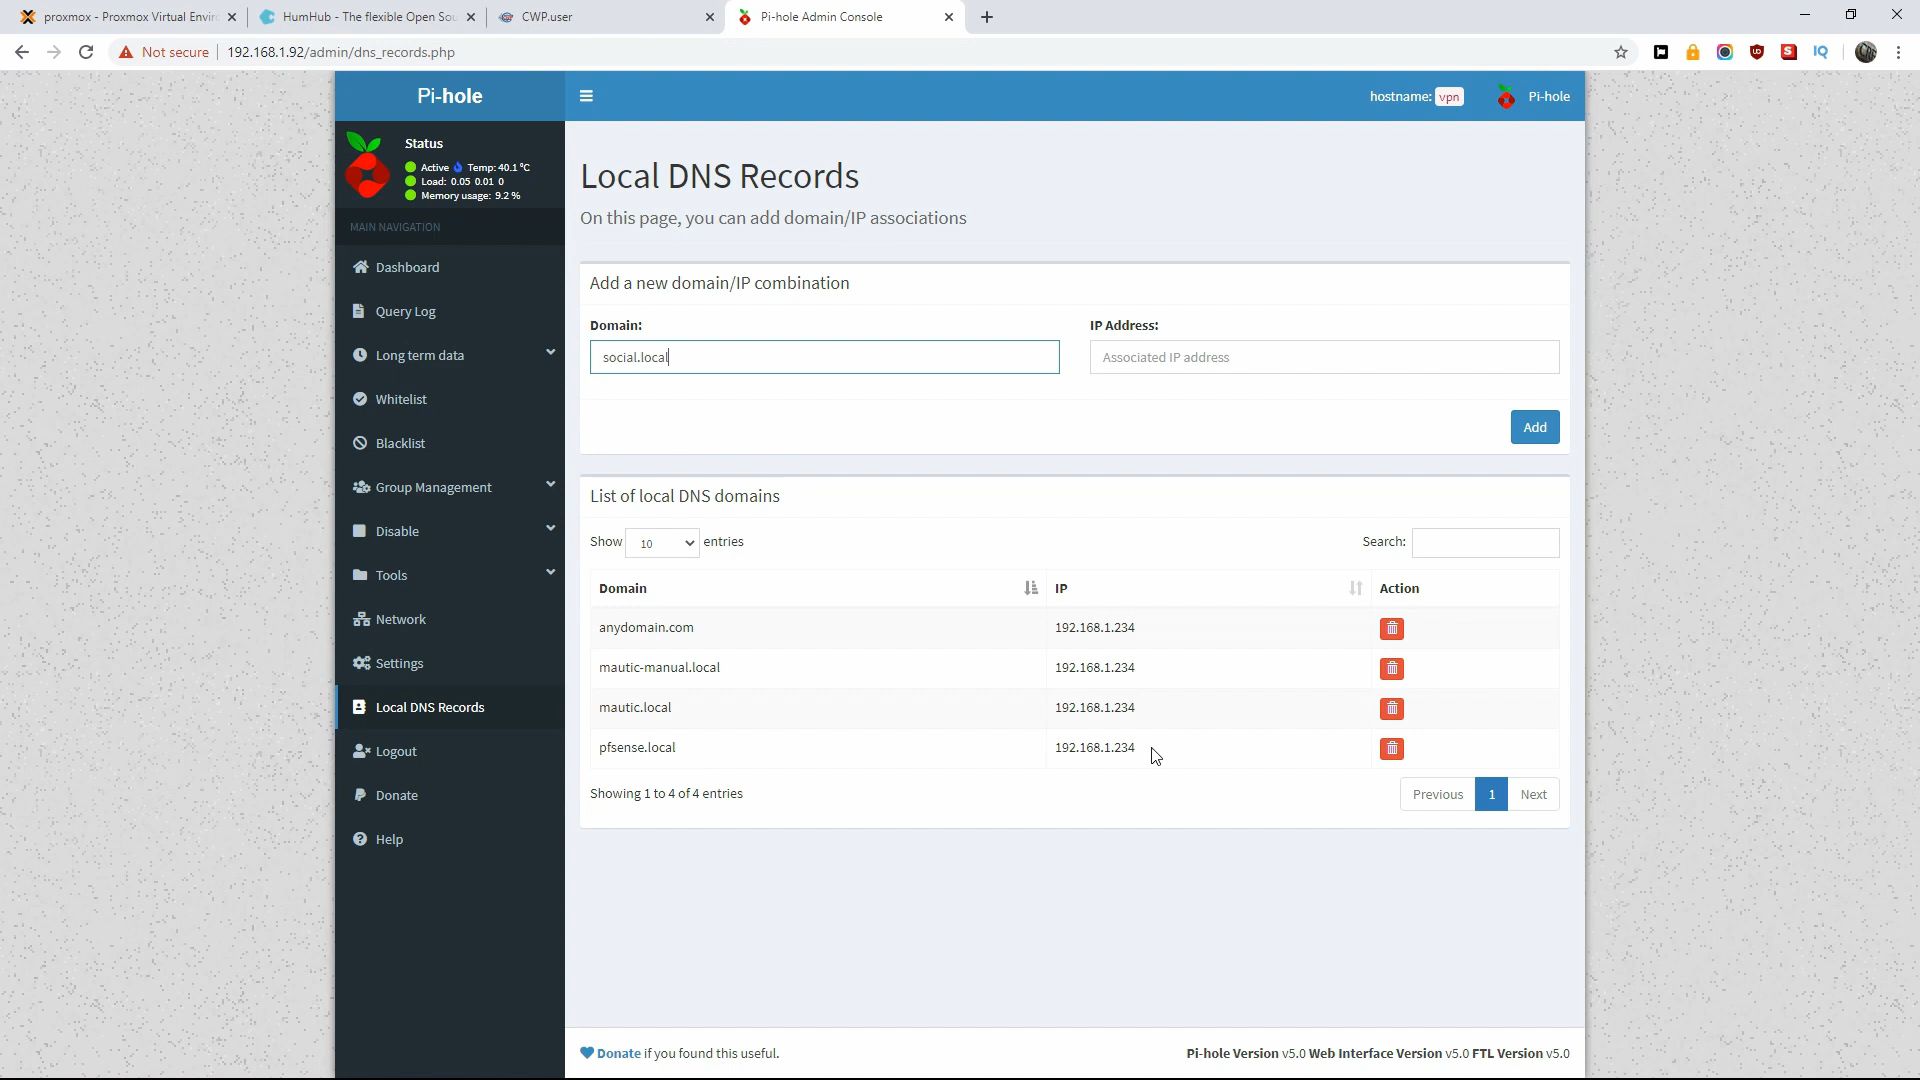 proxmox - Proxmox Virtual Envir
HumHub - The flexible Open Sou
CWP.user
Pi-hole Admin Console
Not secure
192.168.1.92/admin/dns_records.php
Pi-hole
hostname: vpn
Pi-hole
Status
Active Temp: 40.1 °C
Load: 0.05 0.01 0
Memory usage: 9.2 %
MAIN NAVIGATION
Dashboard
Query Log
Long term data
Whitelist
Blacklist
Group Management
Disable
Tools
Network
Settings
Local DNS Records
Logout
Donate
Help
Local DNS Records
On this page, you can add domain/IP associations
Add a new domain/IP combination
Domain:
IP Address:
social.local
Associated IP address
Add
List of local DNS domains
Show 10 entries
Search:
Domain IP Action
anydomain.com 192.168.1.234
mautic-manual.local 192.168.1.234
mautic.local 192.168.1.234
pfsense.local 192.168.1.234
Showing 1 to 4 of 4 entries
Previous 1 Next
Donate if you found this useful.
Pi-hole Version v5.0 Web Interface Version v5.0 FTL Version v5.0